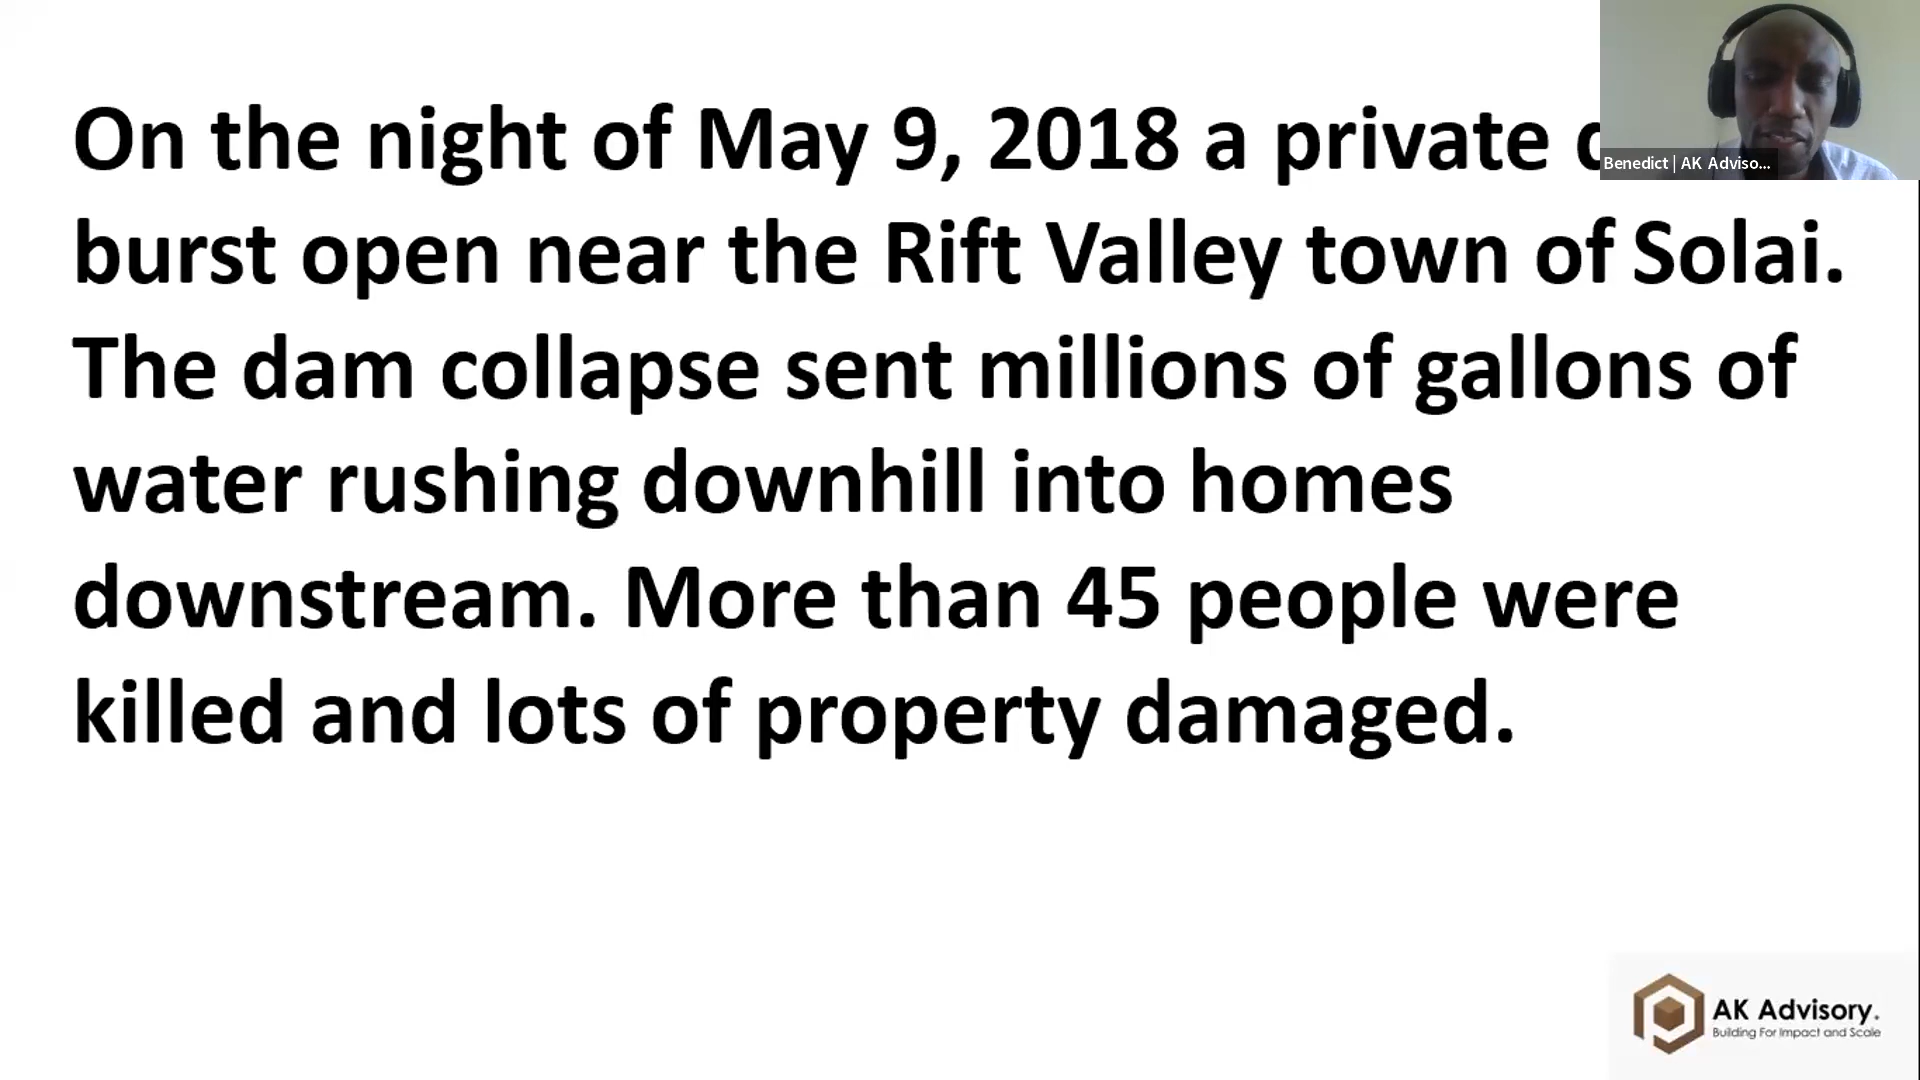 On the night of May 9, 2018 a private
burst open near the Rift Valley town of Solai.
The dam collapse sent millions of gallons of
water rushing downhill into homes
downstream. More than 45 people were
killed and lots of property damaged.
Benedict | AK Adviso...
AK Advisory.
Building For Impact and Scale